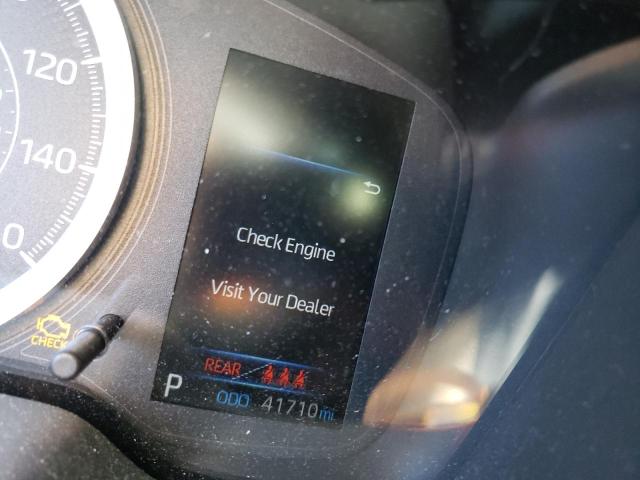 120
140
0
Check Engine
Visit Your Dealer
CHECK
REAR
P
ODO 41710 mi